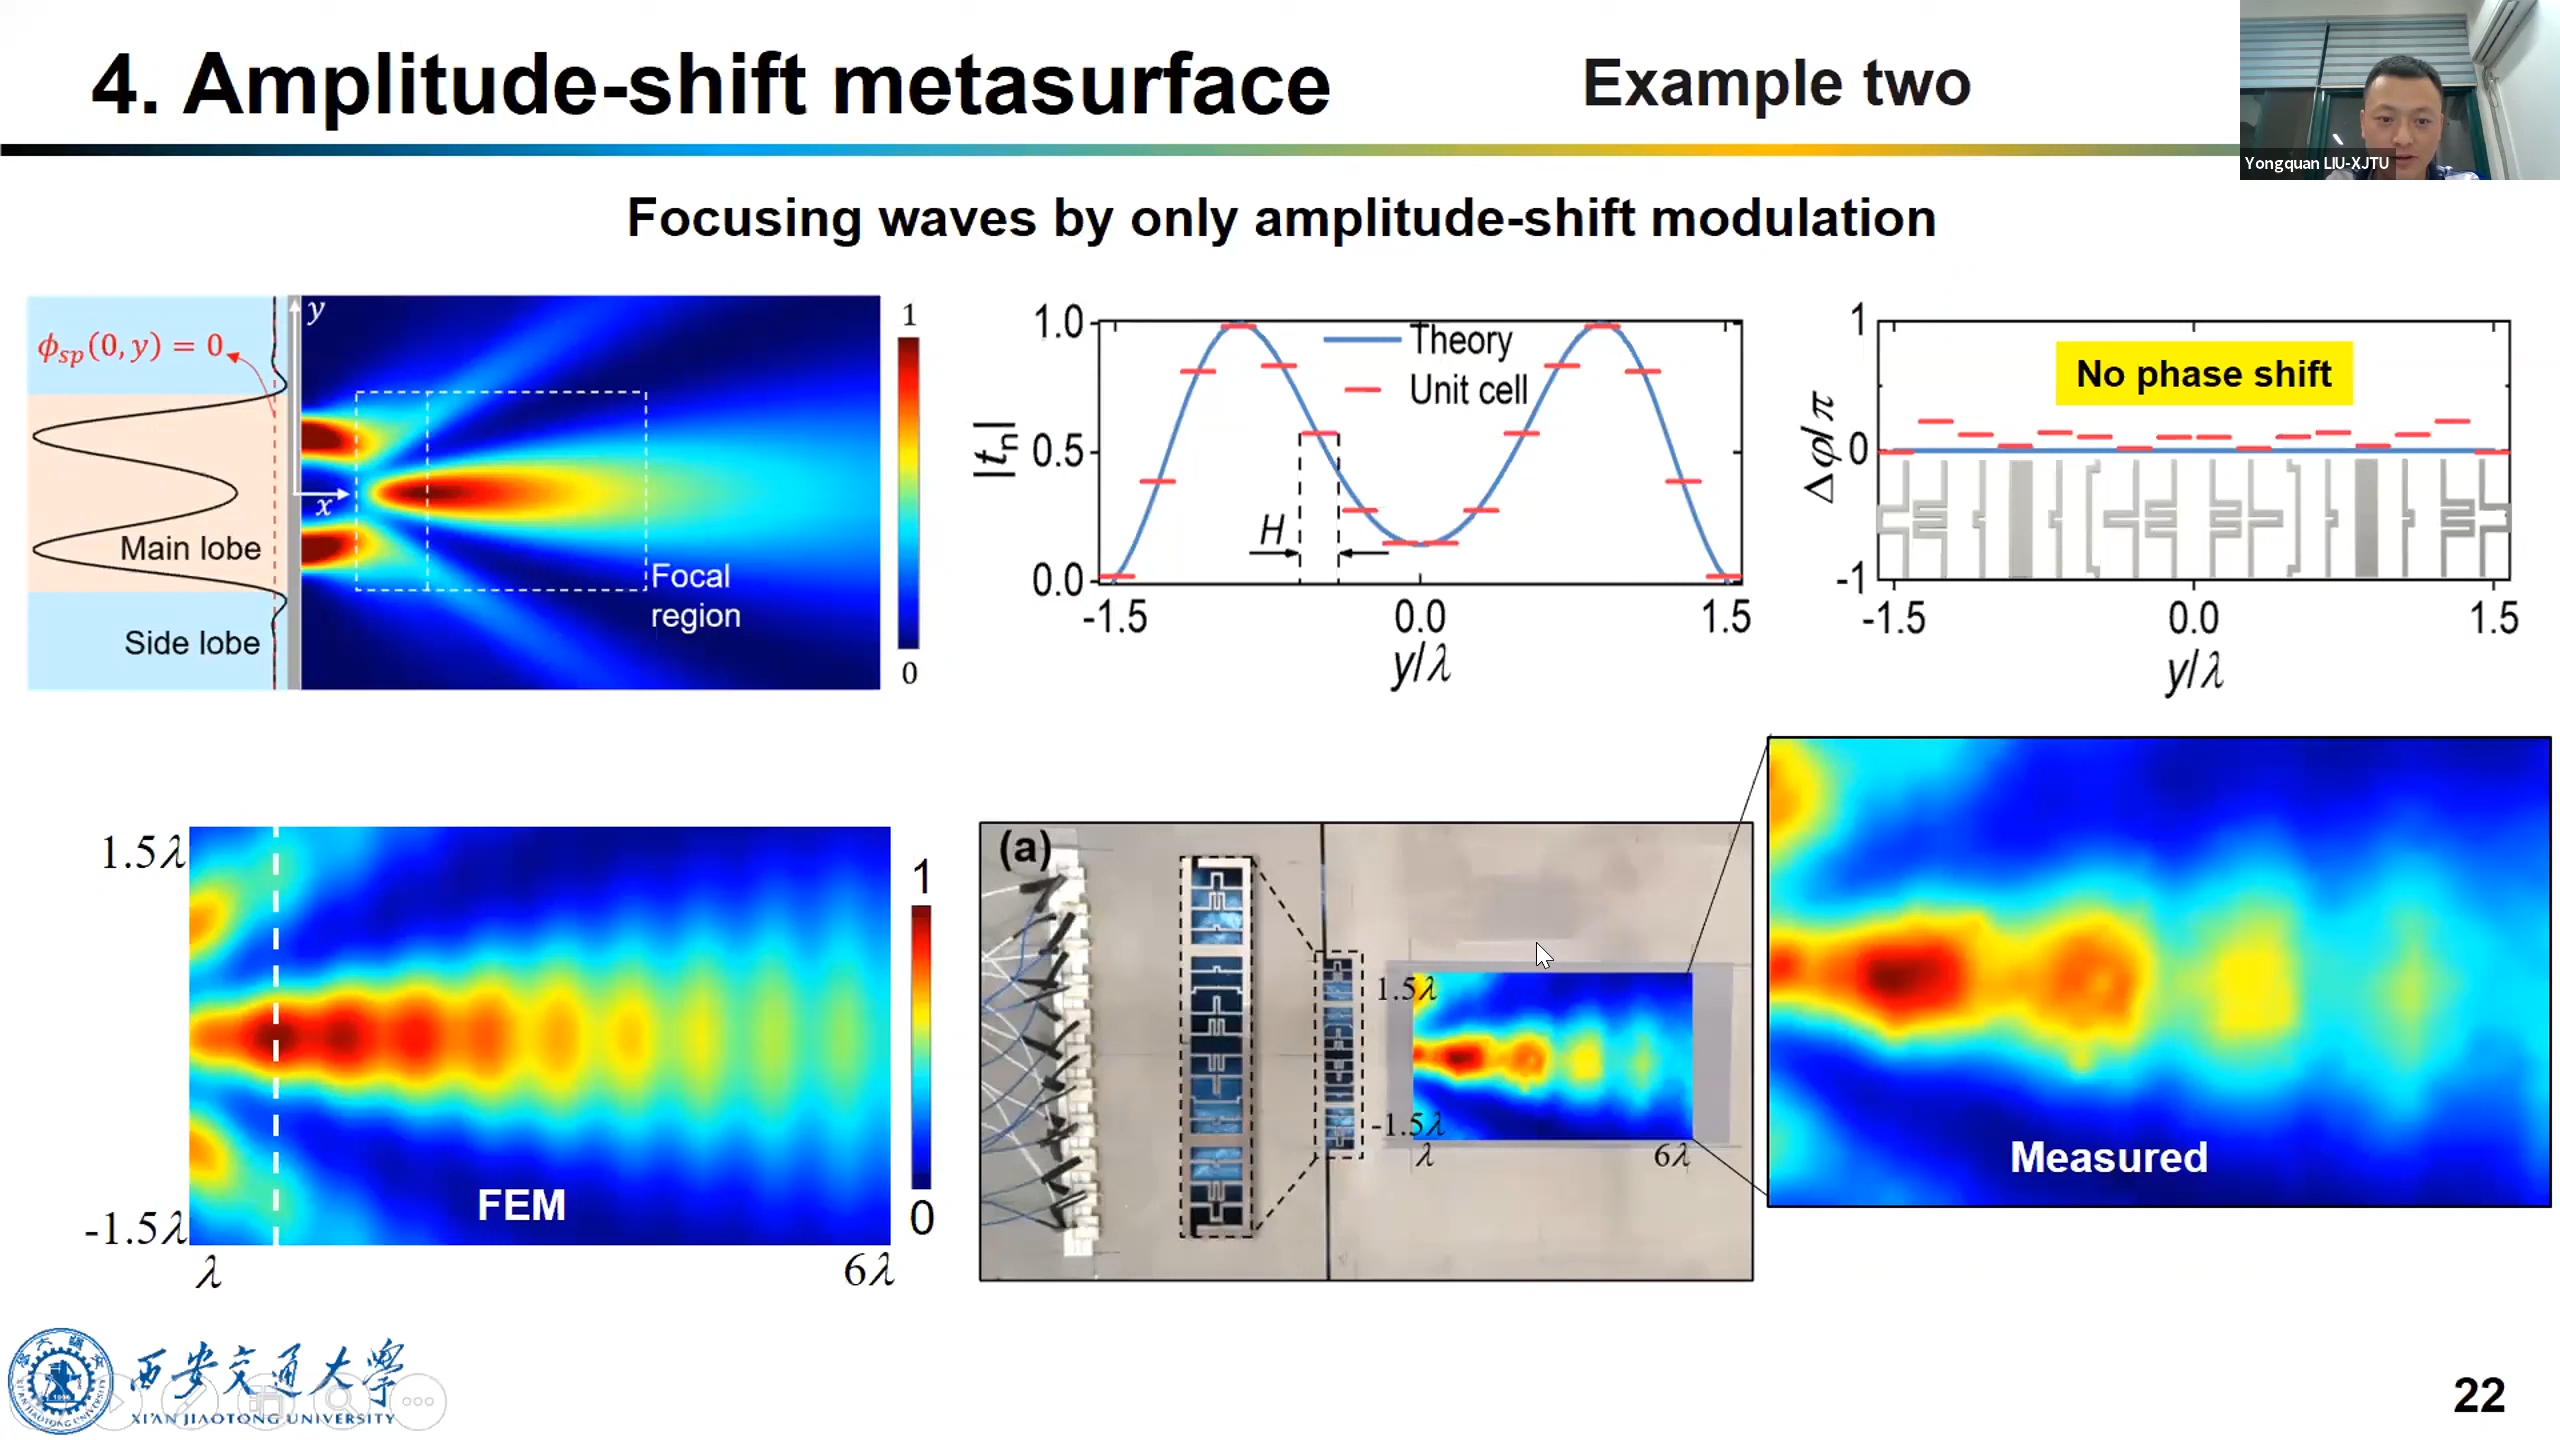 4. Amplitude-shift metasurface
Example two
Yongquan LIU-XJTU
Focusing waves by only amplitude-shift modulation
ϕsp(0, y) = 0
y
x
Main lobe
Side lobe
Focal
region
1
0
1.0
0.5
0.0
|tn|
Theory
Unit cell
H
-1.5
0.0
1.5
y/λ
1
0
-1
Δφ/π
No phase shift
-1.5
0.0
1.5
y/λ
1.5λ
-1.5λ
λ
6λ
FEM
1
0
(a)
1.5λ
-1.5λ
λ
6λ
Measured
西安交通大学
XI'AN JIAOTONG UNIVERSITY
22